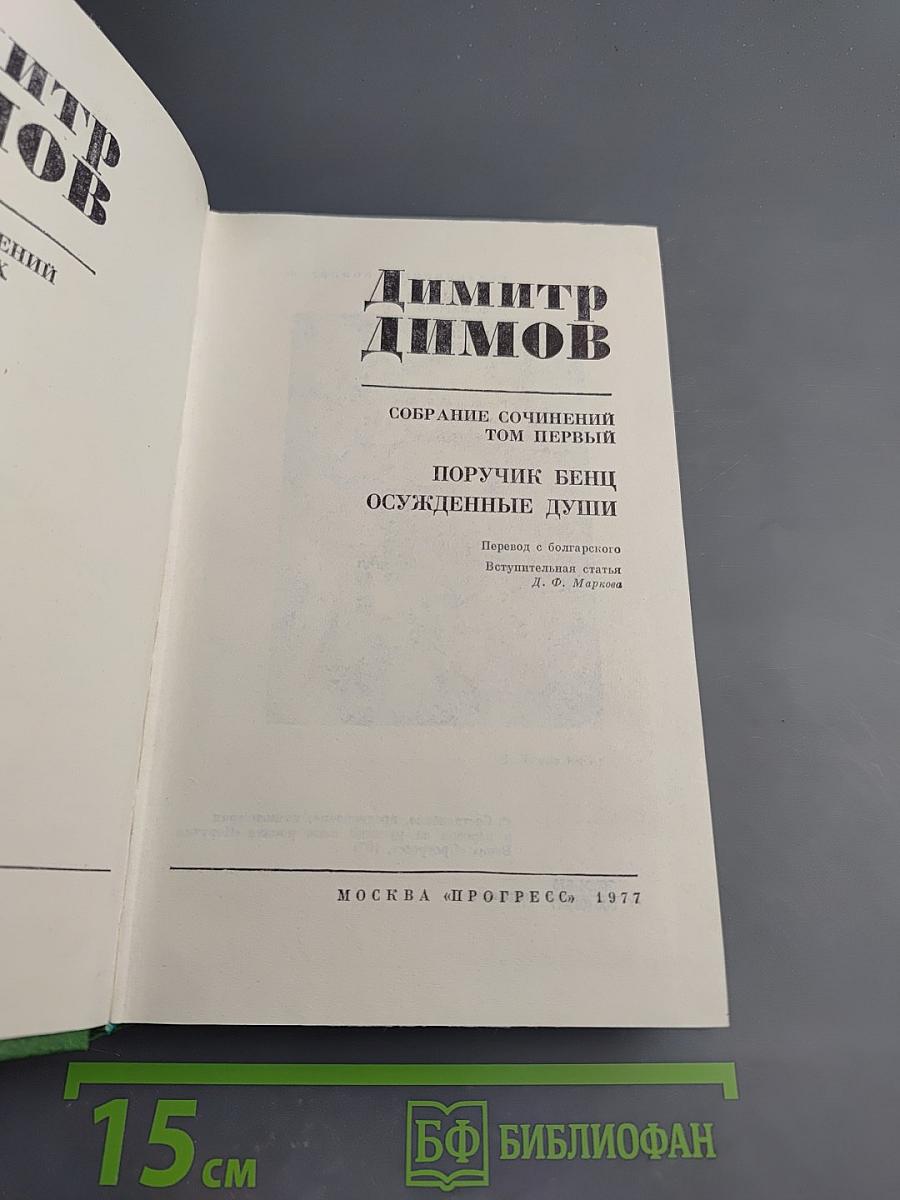 ЕНИЙ
Димитр
ДИМОВ
СОБРАНИЕ СОЧИНЕНИЙ
ТОМ ПЕРВЫЙ
ПОРУЧИК БЕНЦ
ОСУЖДЕННЫЕ ДУШИ
Перевод с болгарского
Вступительная статья
Д. Ф. Маркова
МОСКВА «ПРОГРЕСС» 1977
15 см
БФ БИБЛИОФАН